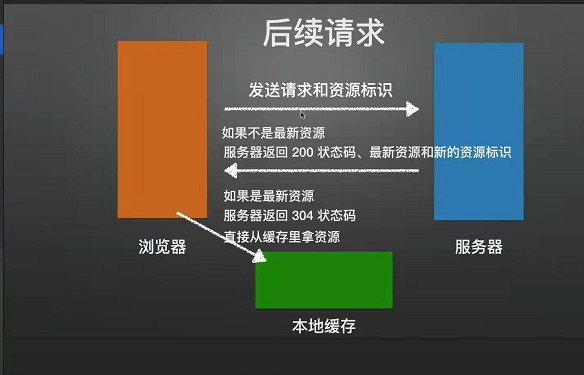 后续请求
发送请求和资源标识
如果不是最新资源
服务器返回 200 状态码、最新资源和新的资源标识
如果是最新资源
服务器返回 304 状态码
直接从缓存里拿资源
浏览器
服务器
本地缓存